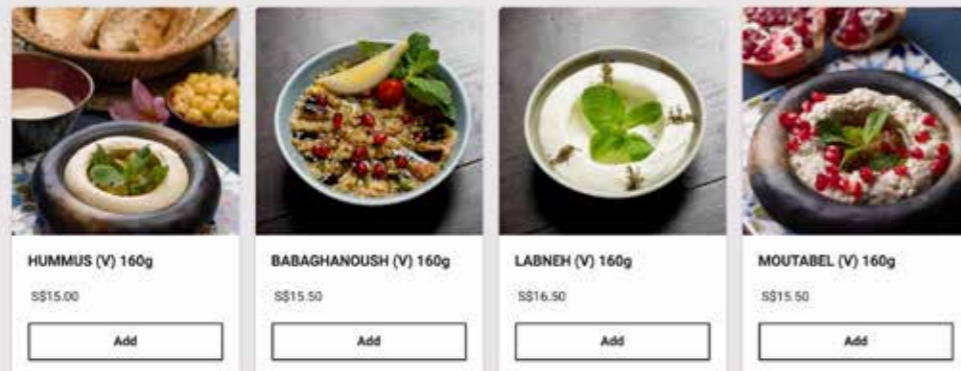 HUMMUS (V) 160g
S$15.00
Add
BABAGHANOUSH (V) 160g
S$15.50
Add
LABNEH (V) 160g
S$16.50
Add
MOUTABEL (V) 160g
S$15.50
Add